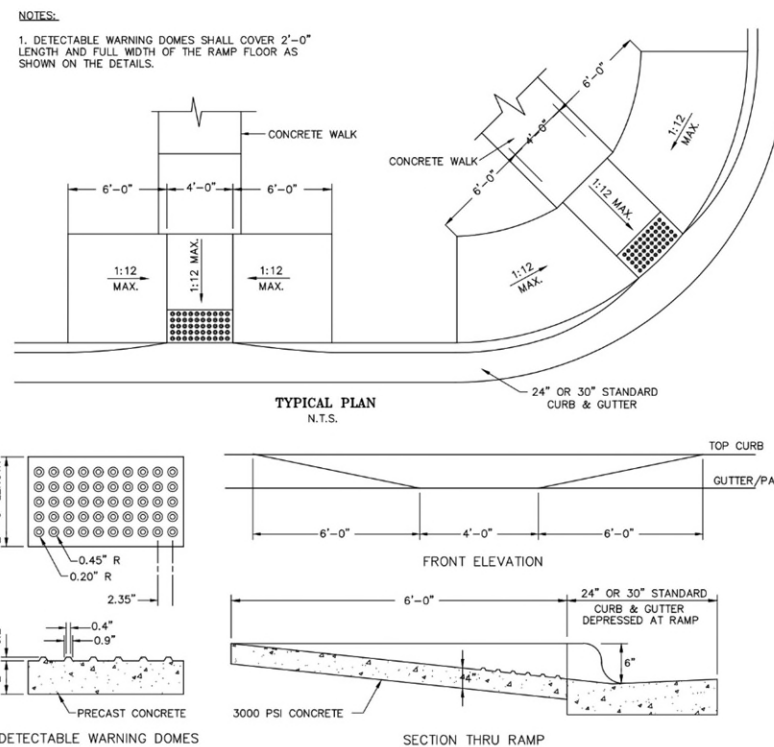 NOTES:
1. DETECTABLE WARNING DOMES SHALL COVER 2'-0"
LENGTH AND FULL WIDTH OF THE RAMP FLOOR AS
SHOWN ON THE DETAILS.
CONCRETE WALK
6'-0"
4'-0"
6'-0"
1:12
MAX.
1:12 MAX.
1:12
MAX.
CONCRETE WALK
6'-0"
4'-0"
6'-0"
1:12
MAX.
1:12
MAX.
1:12
MAX.
24" OR 30" STANDARD
CURB & GUTTER
TYPICAL PLAN
N.T.S.
0.45" R
0.20" R
2.35"
TOP CURB
GUTTER/PA
6'-0"
4'-0"
6'-0"
FRONT ELEVATION
0.4"
0.9"
PRECAST CONCRETE
DETECTABLE WARNING DOMES
6'-0"
24" OR 30" STANDARD
CURB & GUTTER
DEPRESSED AT RAMP
6"
4"
3000 PSI CONCRETE
SECTION THRU RAMP